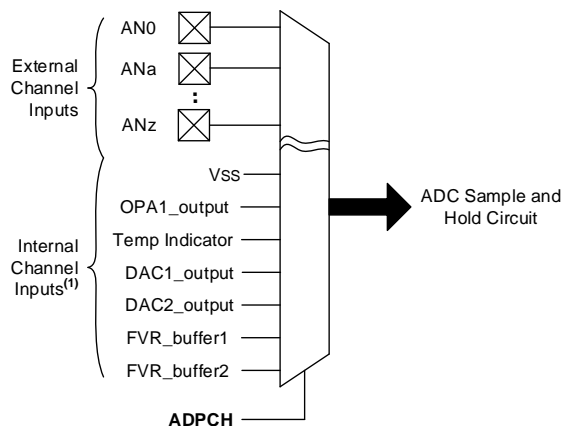 AN0
ANa
:
ANz
External
Channel
Inputs
VSS
OPA1_output
Temp Indicator
DAC1_output
DAC2_output
FVR_buffer1
FVR_buffer2
Internal
Channel
Inputs(1)
ADC Sample and
Hold Circuit
ADPCH